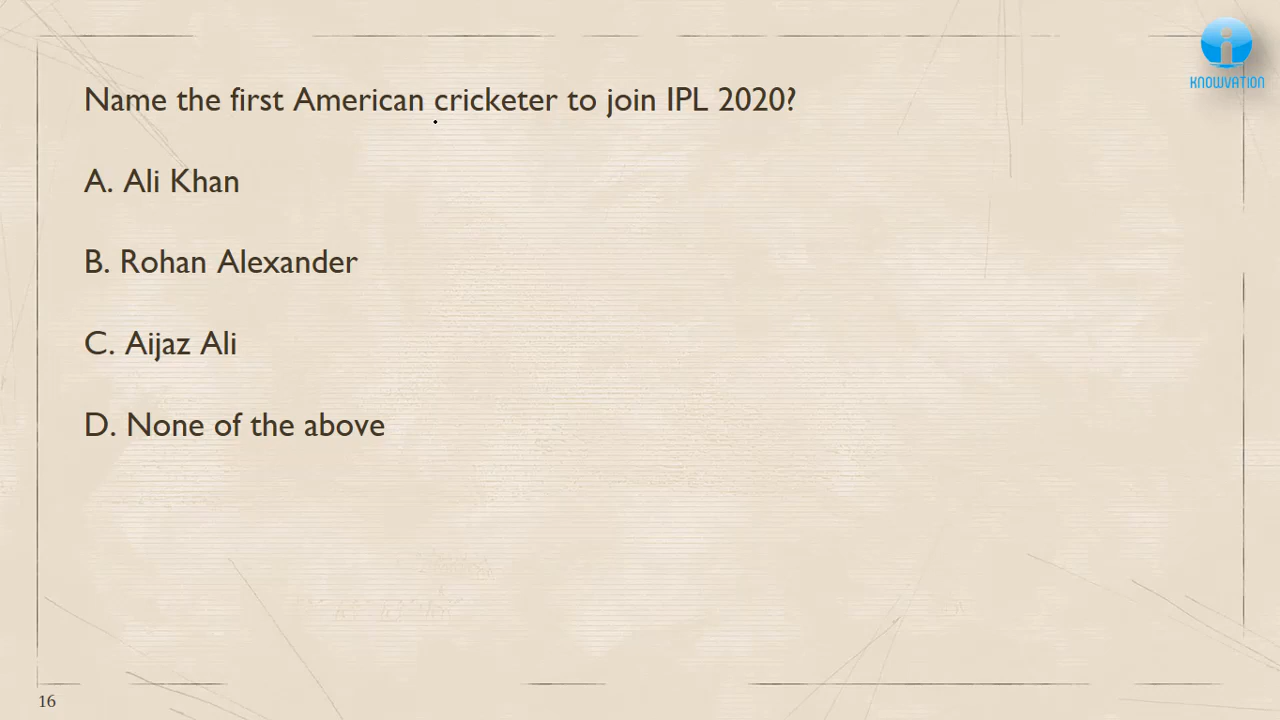 KNOWVATION
Name the first American cricketer to join IPL 2020?
A. Ali Khan
B. Rohan Alexander
C. Aijaz Ali
D. None of the above
16